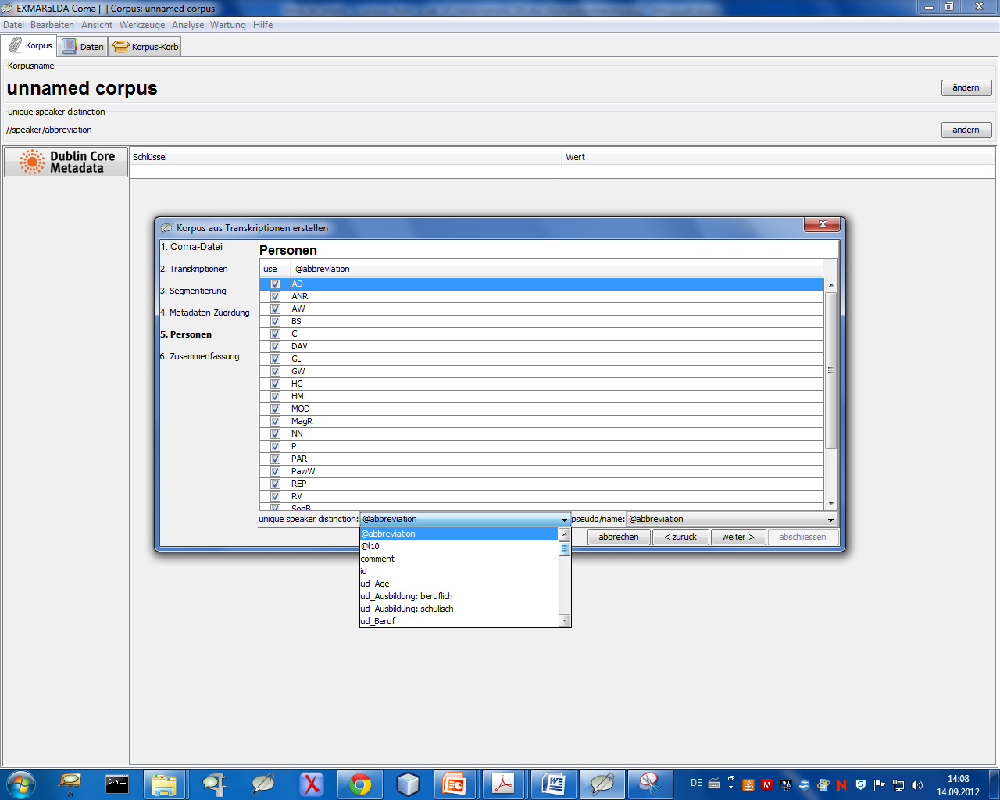 EXMARaLDA Coma | | Corpus: unnamed corpus
Datei Bearbeiten Ansicht Werkzeuge Analyse Wartung Hilfe
Korpus Daten Korpus-Korb
Korpusname
unnamed corpus
ändern
unique speaker distinction
//speaker/abbreviation
ändern
Dublin Core
Metadata
Schlüssel Wert
Korpus aus Transkriptionen erstellen
1. Coma-Datei
2. Transkriptionen
3. Segmentierung
4. Metadaten-Zuordung
5. Personen
6. Zusammenfassung
Personen
use @abbreviation
AD
ANR
AW
BS
C
DAV
GL
GW
HG
HM
MOD
MagR
NN
P
PAR
PawW
REP
RV
SopB
unique speaker distinction: @abbreviation pseudo/name: @abbreviation
@abbreviation
@l10
comment
id
ud_Age
ud_Ausbildung: beruflich
ud_Ausbildung: schulisch
ud_Beruf
abbrechen < zurück weiter > abschliessen
DE
14:08
14.09.2012